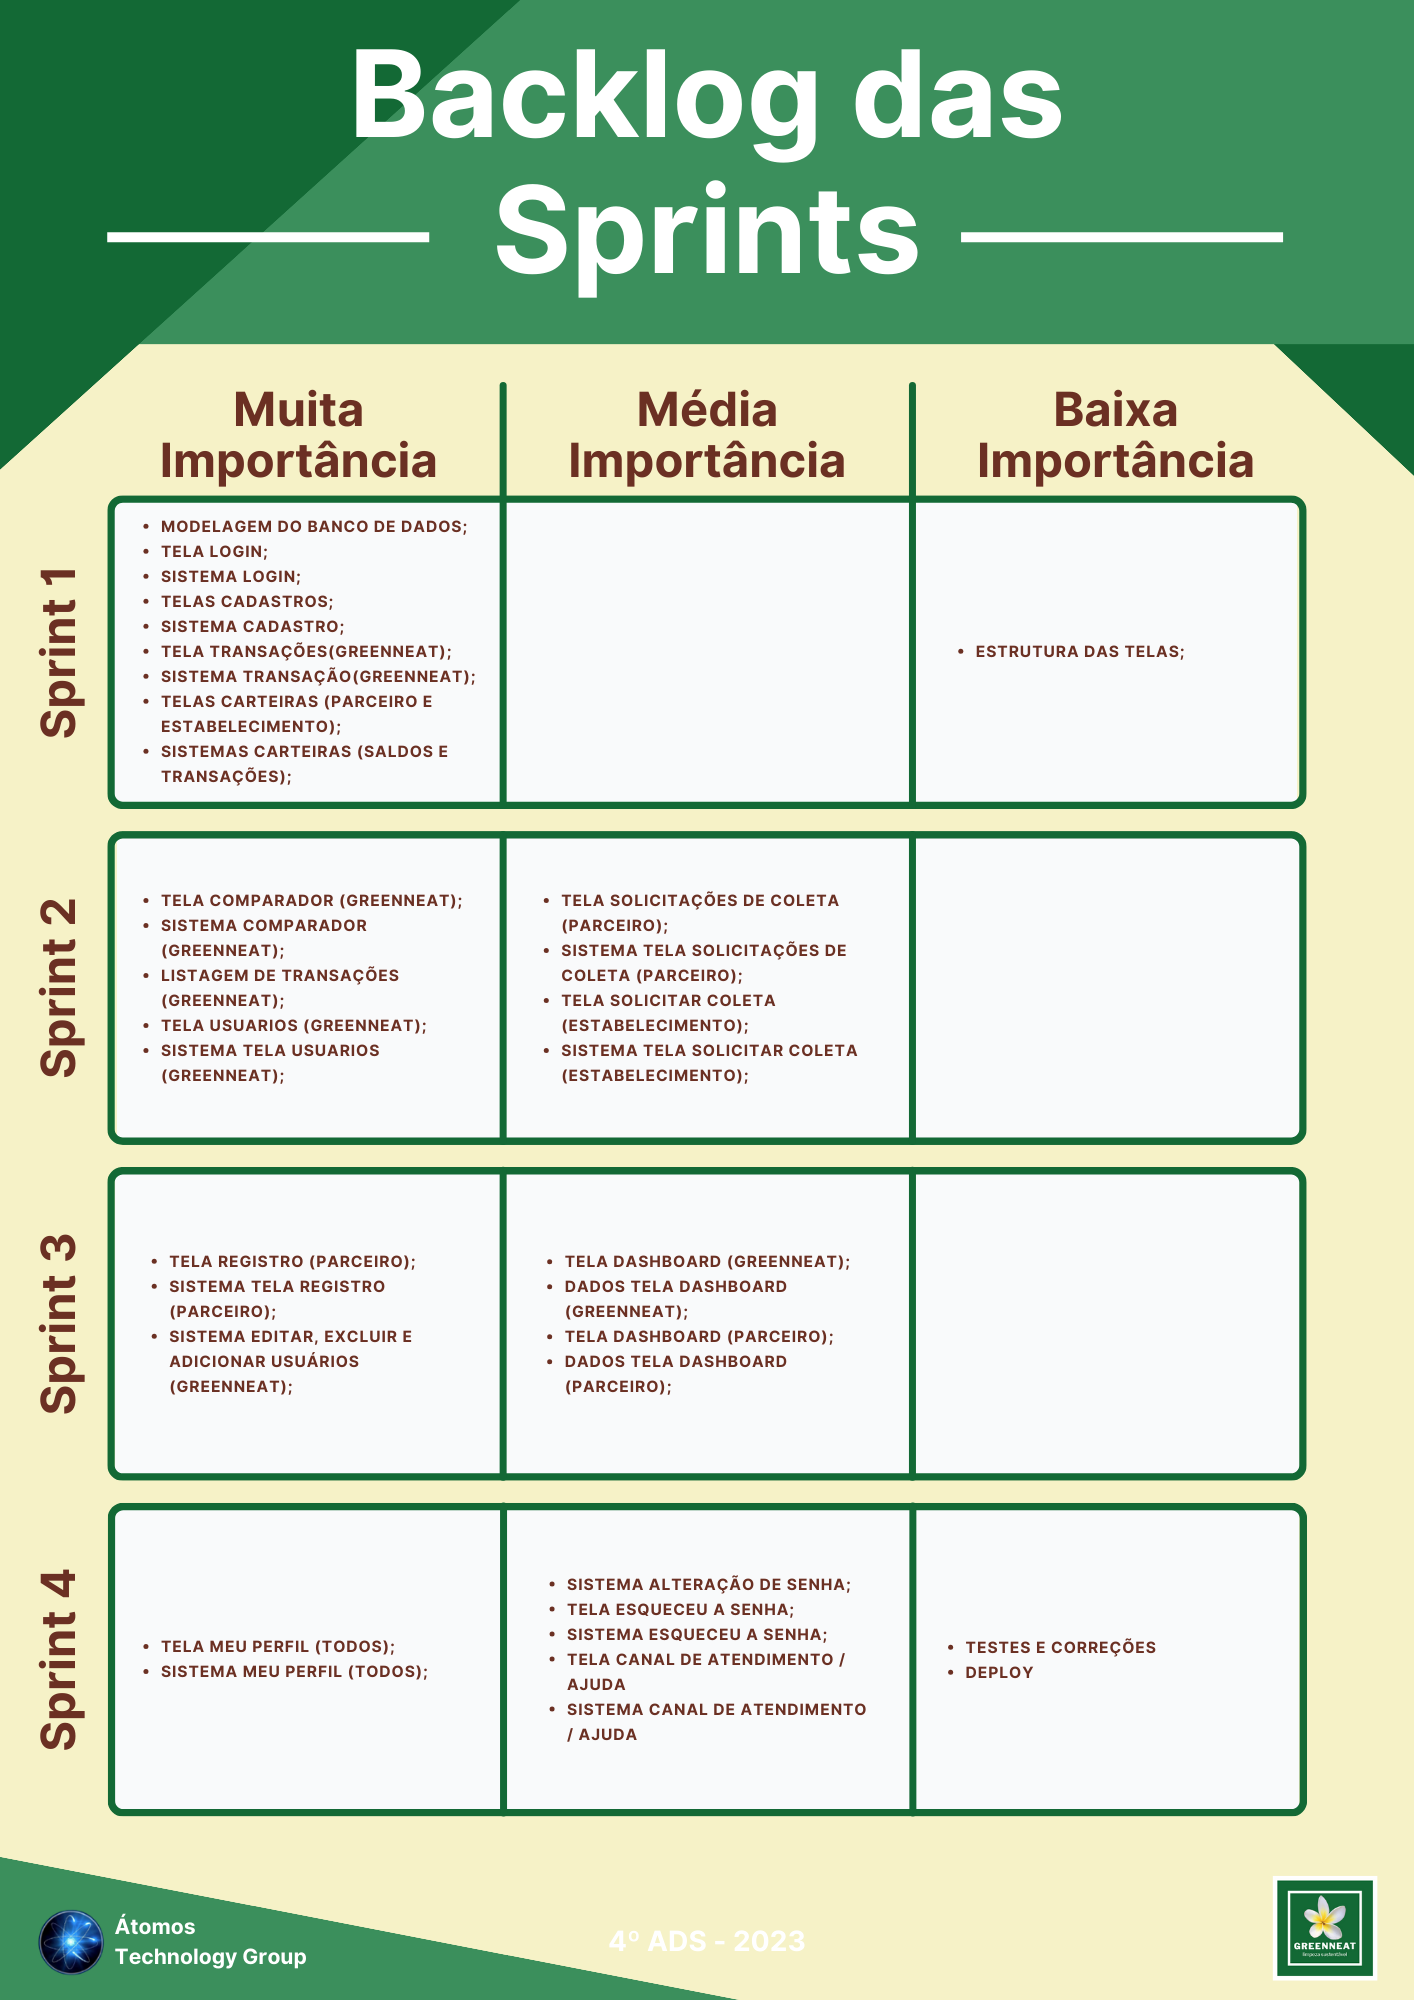 Backlog das
Sprints
Muita
Importância
Média
Importância
Baixa
Importância
Sprint 1
• MODELAGEM DO BANCO DE DADOS;
• TELA LOGIN;
• SISTEMA LOGIN;
• TELAS CADASTROS;
• SISTEMA CADASTRO;
• TELA TRANSAÇÕES(GREENNEAT);
• SISTEMA TRANSAÇÃO(GREENNEAT);
• TELAS CARTEIRAS (PARCEIRO E
ESTABELECIMENTO);
• SISTEMAS CARTEIRAS (SALDOS E
TRANSAÇÕES);
• ESTRUTURA DAS TELAS;
Sprint 2
• TELA COMPARADOR (GREENNEAT);
• SISTEMA COMPARADOR
(GREENNEAT);
• LISTAGEM DE TRANSAÇÕES
(GREENNEAT);
• TELA USUARIOS (GREENNEAT);
• SISTEMA TELA USUARIOS
(GREENNEAT);
• TELA SOLICITAÇÕES DE COLETA
(PARCEIRO);
• SISTEMA TELA SOLICITAÇÕES DE
COLETA (PARCEIRO);
• TELA SOLICITAR COLETA
(ESTABELECIMENTO);
• SISTEMA TELA SOLICITAR COLETA
(ESTABELECIMENTO);
Sprint 3
• TELA REGISTRO (PARCEIRO);
• SISTEMA TELA REGISTRO
(PARCEIRO);
• SISTEMA EDITAR, EXCLUIR E
ADICIONAR USUÁRIOS
(GREENNEAT);
• TELA DASHBOARD (GREENNEAT);
• DADOS TELA DASHBOARD
(GREENNEAT);
• TELA DASHBOARD (PARCEIRO);
• DADOS TELA DASHBOARD
(PARCEIRO);
Sprint 4
• TELA MEU PERFIL (TODOS);
• SISTEMA MEU PERFIL (TODOS);
• SISTEMA ALTERAÇÃO DE SENHA;
• TELA ESQUECEU A SENHA;
• SISTEMA ESQUECEU A SENHA;
• TELA CANAL DE ATENDIMENTO /
AJUDA
• SISTEMA CANAL DE ATENDIMENTO
/ AJUDA
• TESTES E CORREÇÕES
• DEPLOY
Átomos
Technology Group
4º ADS - 2023
GREENNEAT
limpeza sustentável